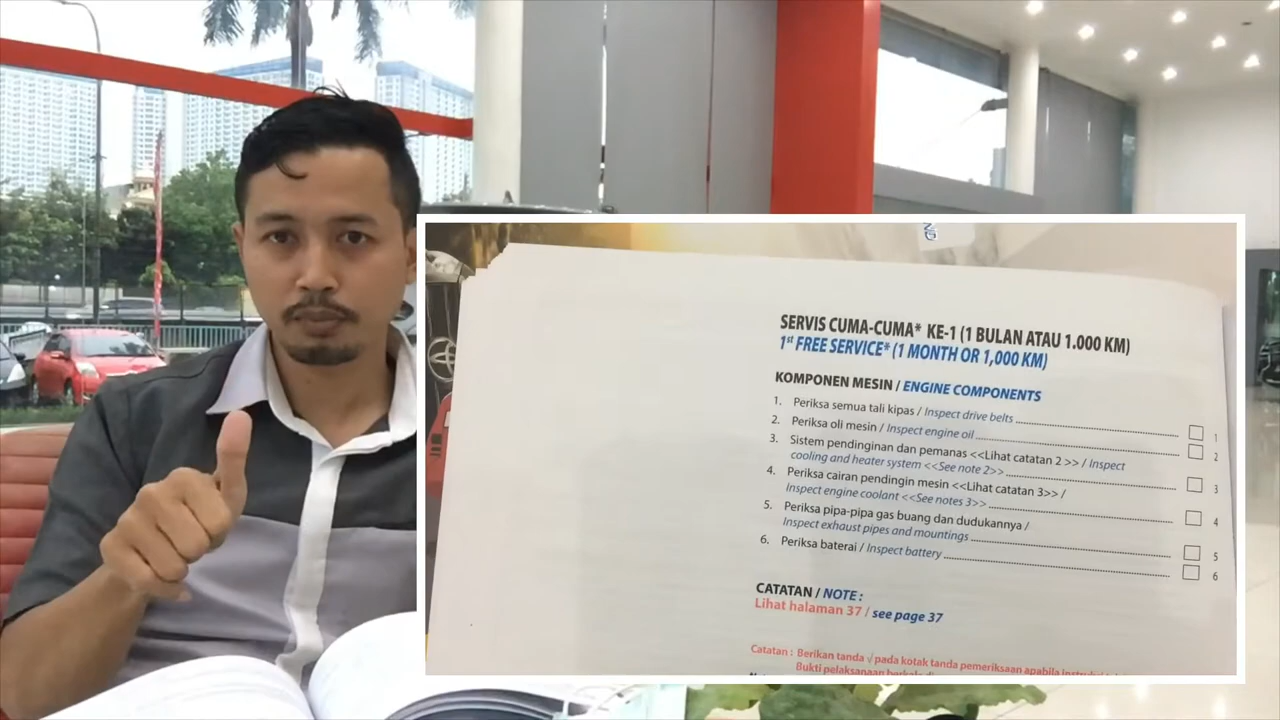 SERVIS CUMA-CUMA* KE-1 (1 BULAN ATAU 1.000 KM)
1st FREE SERVICE* (1 MONTH OR 1,000 KM)
KOMPONEN MESIN / ENGINE COMPONENTS
1. Periksa semua tali kipas / Inspect drive belts 1
2. Periksa oli mesin / Inspect engine oil 2
3. Sistem pendinginan dan pemanas <<Lihat catatan 2 >> / Inspect
cooling and heater system <<See note 2>> 3
4. Periksa cairan pendingin mesin <<Lihat catatan 3>> /
Inspect engine coolant <<See notes 3>> 4
5. Periksa pipa-pipa gas buang dan dudukannya /
Inspect exhaust pipes and mountings 5
6. Periksa baterai / Inspect battery 6
CATATAN / NOTE :
Lihat halaman 37 / see page 37
Catatan : Berikan tanda √ pada kotak tanda pemeriksaan apabila
Bukti pelaksanaan berkala